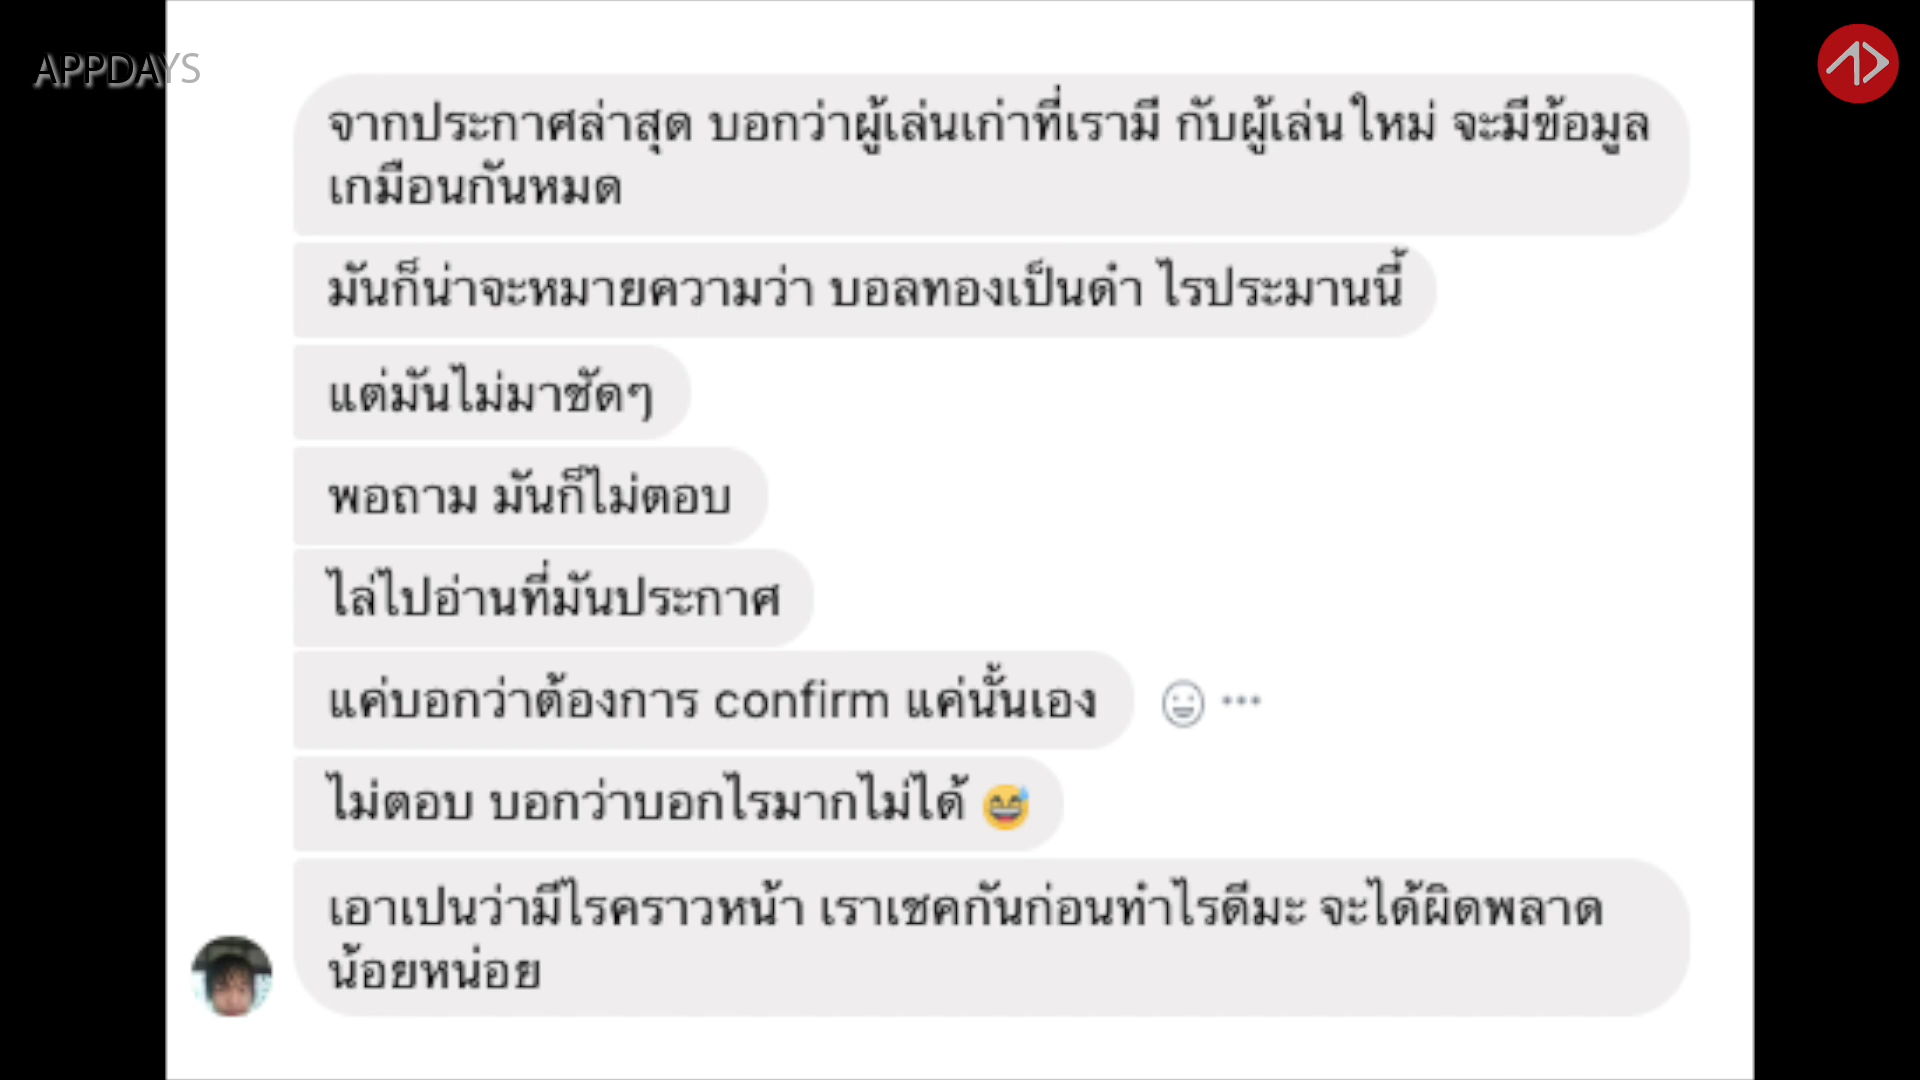 APPDAYS
จากประกาศล่าสุด บอกว่าผู้เล่นเก่าที่เรามี กับผู้เล่นใหม่ จะมีข้อมูล
เกมือนกันหมด
มันก็น่าจะหมายความว่า บอลทองเป็นดำ ไรประมานนี้
แต่มันไม่มาชัดๆ
พอถาม มันก็ไม่ตอบ
ไล่ไปอ่านที่มันประกาศ
แค่บอกว่าต้องการ confirm แค่นั้นเอง
ไม่ตอบ บอกว่าบอกไรมากไม่ได้ 😅
เอาเปนว่ามีไรคราวหน้า เราเชคกันก่อนทำไรดีมะ จะได้ผิดพลาด
น้อยหน่อย